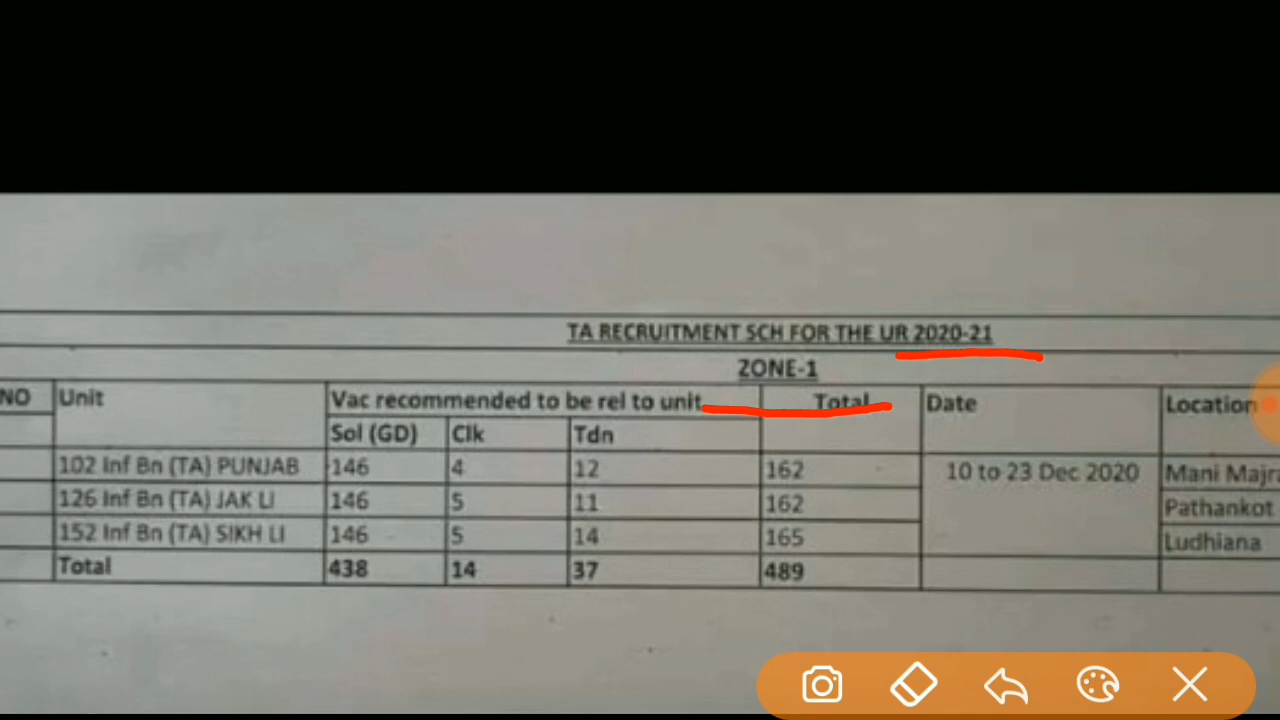 TA RECRUITMENT SCH FOR THE UR 2020-21
ZONE-1
NO Unit Vac recommended to be rel to unit Total Date Location
Sol (GD) Clk Tdn
102 Inf Bn (TA) PUNJAB 146 4 12 162 10 to 23 Dec 2020 Mani Majra
126 Inf Bn (TA) JAK LI 146 5 11 162 Pathankot
152 Inf Bn (TA) SIKH LI 146 5 14 165 Ludhiana
Total 438 14 37 489